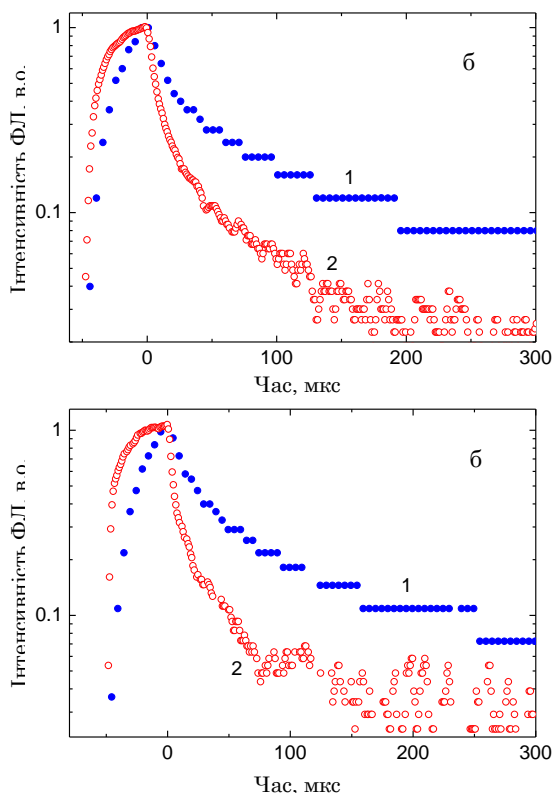 1
б
Інтенсивність ФЛ, в.о.
1
0.1
2
0
100
200
300
Час, мкс
1
б
Інтенсивність ФЛ, в.о.
1
0.1
2
0
100
200
300
Час, мкс